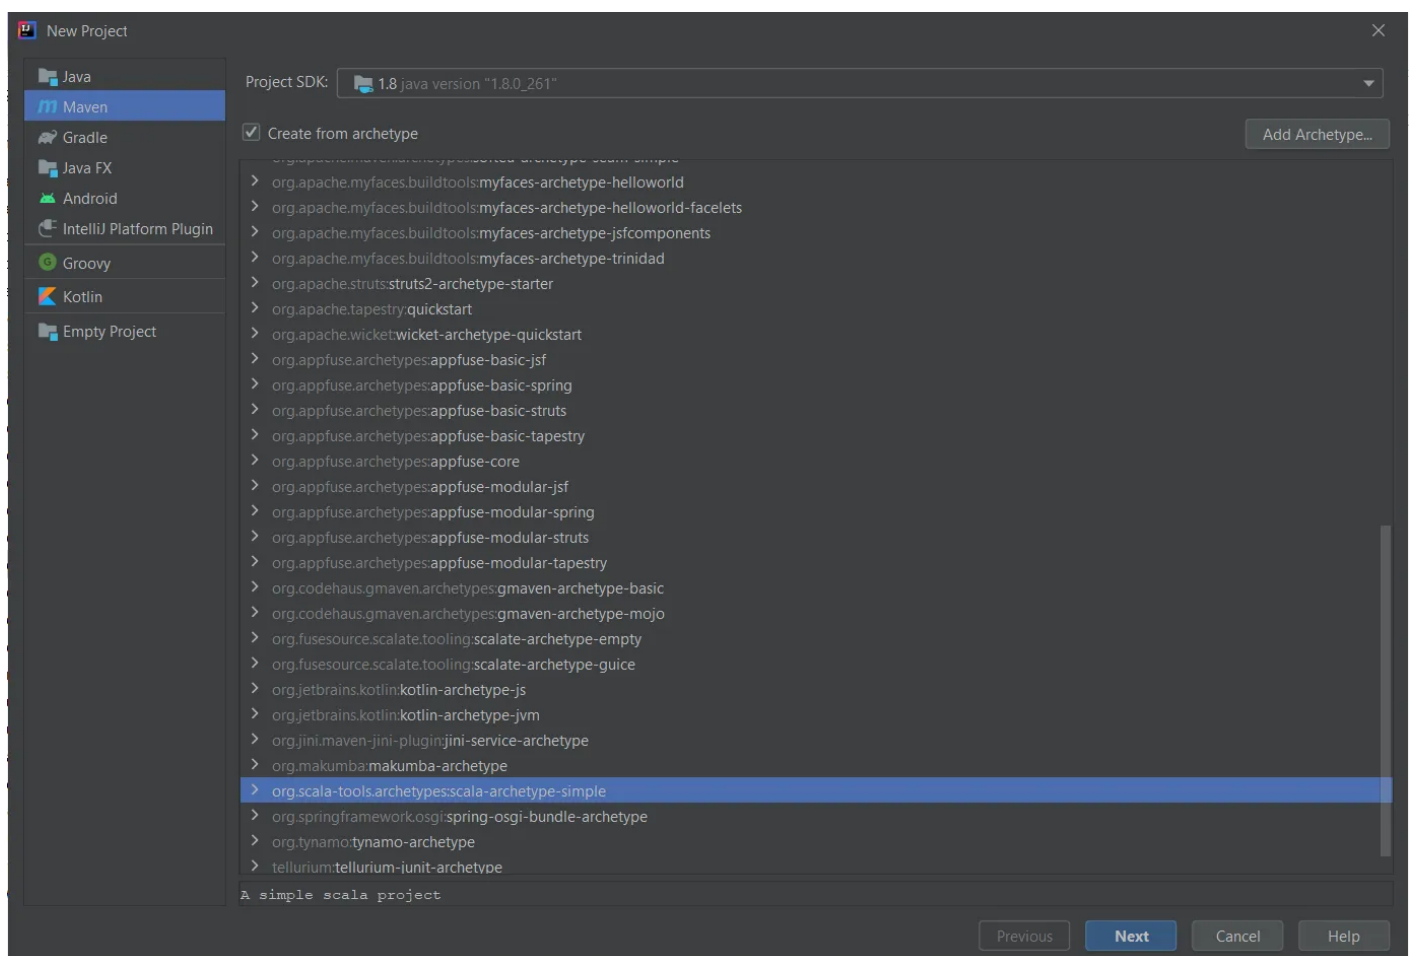 New Project
Java
Maven
Gradle
Java FX
Android
IntelliJ Platform Plugin
Groovy
Kotlin
Empty Project
Project SDK: 1.8 java version "1.8.0_261"
Create from archetype
Add Archetype...
org.apache.maven.archetypes:softeu-archetype-seam-simple
org.apache.myfaces.buildtools:myfaces-archetype-helloworld
org.apache.myfaces.buildtools:myfaces-archetype-helloworld-facelets
org.apache.myfaces.buildtools:myfaces-archetype-jsfcomponents
org.apache.myfaces.buildtools:myfaces-archetype-trinidad
org.apache.struts:struts2-archetype-starter
org.apache.tapestry:quickstart
org.apache.wicket:wicket-archetype-quickstart
org.appfuse.archetypes:appfuse-basic-jsf
org.appfuse.archetypes:appfuse-basic-spring
org.appfuse.archetypes:appfuse-basic-struts
org.appfuse.archetypes:appfuse-basic-tapestry
org.appfuse.archetypes:appfuse-core
org.appfuse.archetypes:appfuse-modular-jsf
org.appfuse.archetypes:appfuse-modular-spring
org.appfuse.archetypes:appfuse-modular-struts
org.appfuse.archetypes:appfuse-modular-tapestry
org.codehaus.gmaven.archetypes:gmaven-archetype-basic
org.codehaus.gmaven.archetypes:gmaven-archetype-mojo
org.fusesource.scalate.tooling:scalate-archetype-empty
org.fusesource.scalate.tooling:scalate-archetype-guice
org.jetbrains.kotlin:kotlin-archetype-js
org.jetbrains.kotlin:kotlin-archetype-jvm
org.jini.maven-jini-plugin:jini-service-archetype
org.makumba:makumba-archetype
org.scala-tools.archetypes:scala-archetype-simple
org.springframework.osgi:spring-osgi-bundle-archetype
org.tynamo:tynamo-archetype
tellurium:tellurium-junit-archetype
A simple scala project
Previous
Next
Cancel
Help